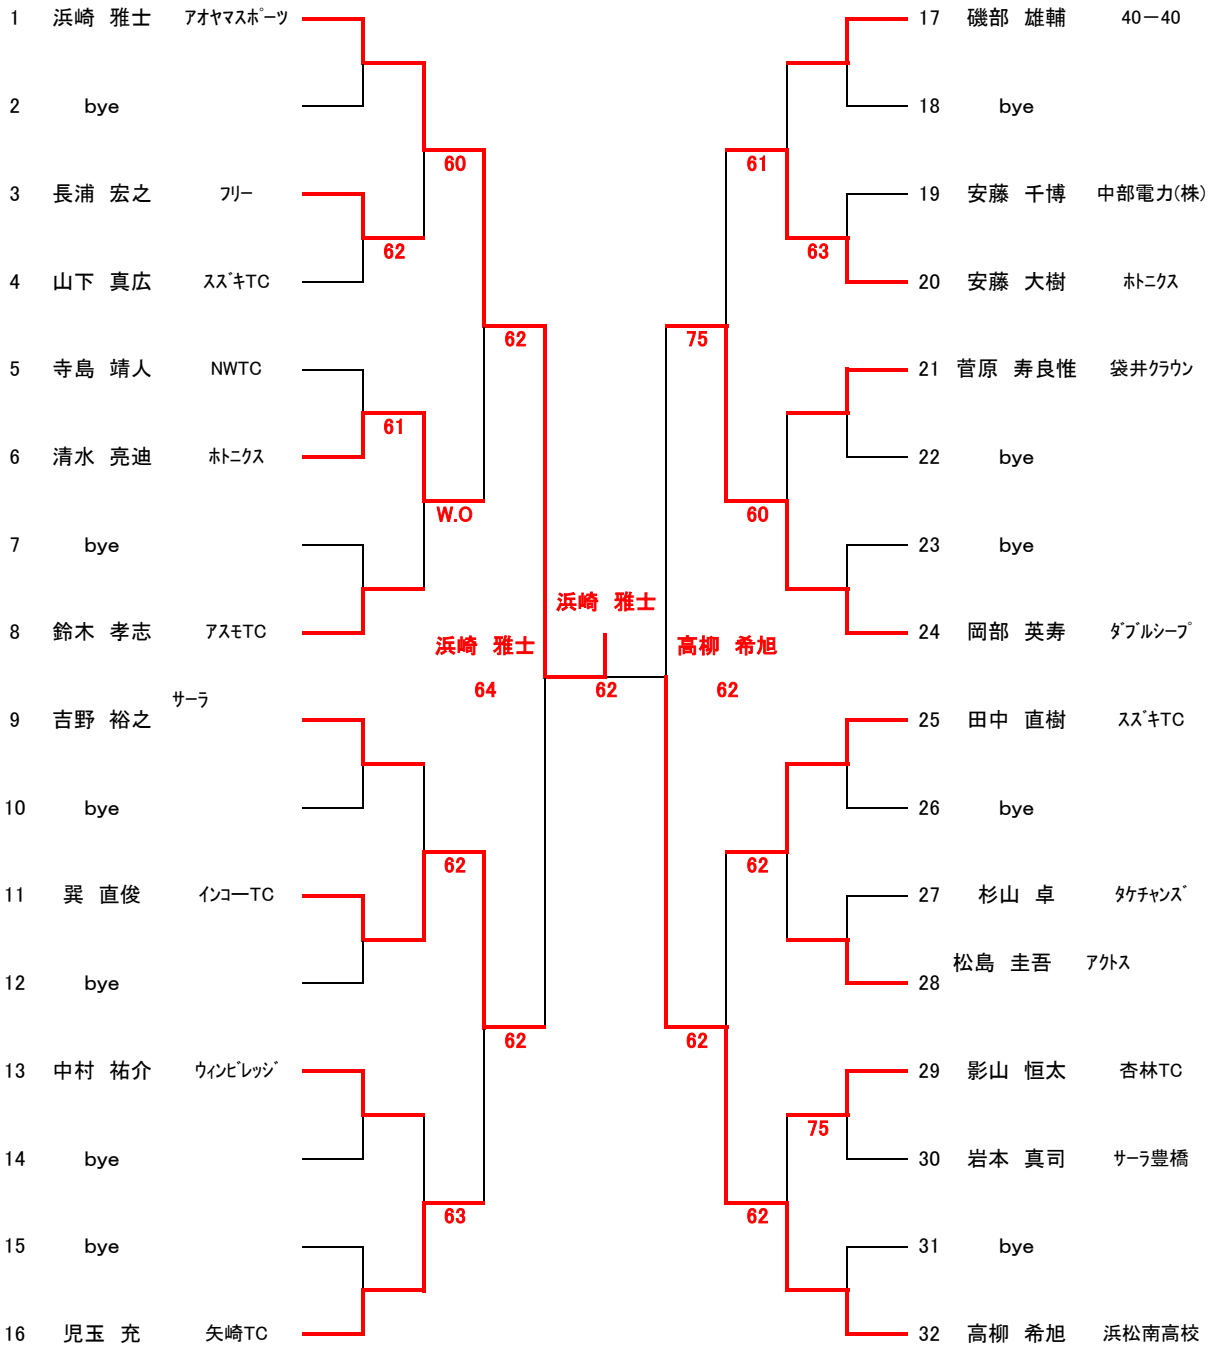 1 浜崎 雅士 ｱｵﾔﾏｽﾎﾟｰﾂ
2 bye
60
3 長浦 宏之 ﾌﾘｰ
62
4 山下 真広 ｽｽﾞｷTC
62
5 寺島 靖人 NWTC
61
6 清水 亮迪 ﾎﾄﾆｸｽ
W.O
7 bye
8 鈴木 孝志 ｱｽﾓTC
浜崎 雅士
浜崎 雅士
高柳 希旭
64
62
62
9 吉野 裕之 ｻｰﾗ
10 bye
62
11 巽 直俊 ｲﾝｺｰTC
12 bye
62
13 中村 祐介 ｳｨﾝﾋﾞﾚｯｼﾞ
14 bye
63
15 bye
16 児玉 充 矢崎TC
17 磯部 雄輔 40－40
18 bye
61
19 安藤 千博 中部電力(株)
63
20 安藤 大樹 ﾎﾄﾆｸｽ
75
21 菅原 寿良惟 袋井ｸﾗｳﾝ
22 bye
60
23 bye
24 岡部 英寿 ﾀﾞﾌﾞﾙｼｰﾌﾟ
25 田中 直樹 ｽｽﾞｷTC
26 bye
62
27 杉山 卓 ﾀｹﾁｬﾝｽﾞ
28 松島 圭吾 ｱｸﾄｽ
62
29 影山 恒太 杏林TC
75
30 岩本 真司 ｻｰﾗ豊橋
62
31 bye
32 高柳 希旭 浜松南高校